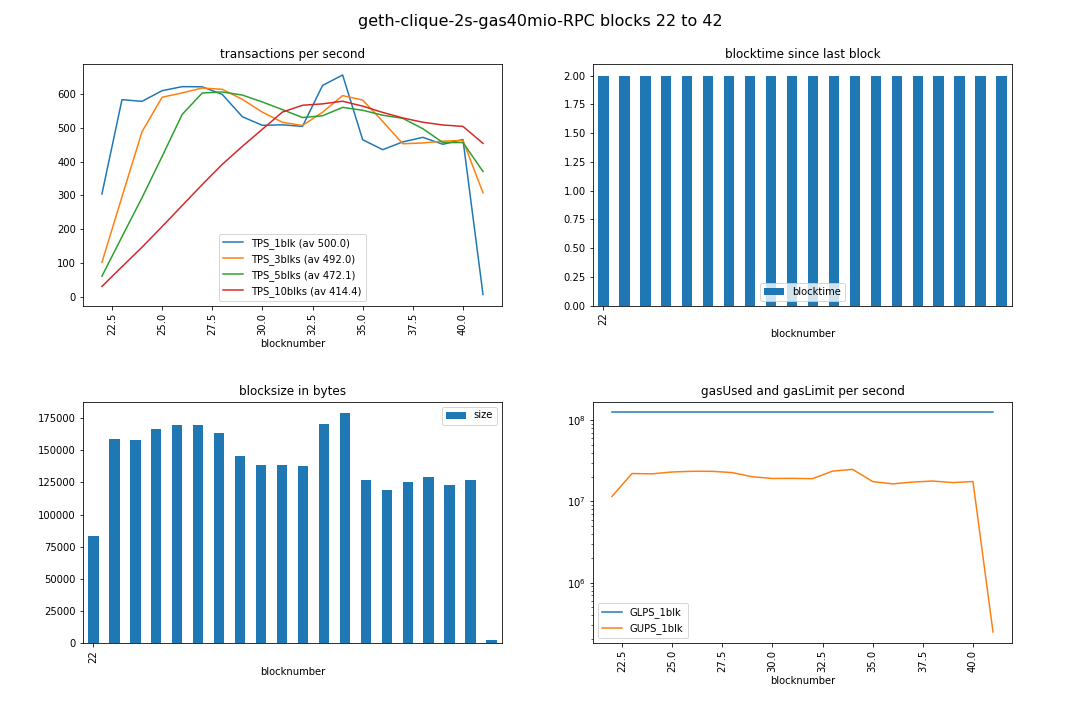 geth-clique-2s-gas40mio-RPC blocks 22 to 42
transactions per second
600
500
400
300
200
100
0
TPS_1blk (av 500.0)
TPS_3blks (av 492.0)
TPS_5blks (av 472.1)
TPS_10blks (av 414.4)
22.5
25.0
27.5
30.0
32.5
35.0
37.5
40.0
blocknumber
blocktime since last block
2.00
1.75
1.50
1.25
1.00
0.75
0.50
0.25
0.00
blocktime
22
blocknumber
blocksize in bytes
175000
150000
125000
100000
75000
50000
25000
0
size
22
blocknumber
gasUsed and gasLimit per second
10⁸
10⁷
10⁶
GLPS_1blk
GUPS_1blk
22.5
25.0
27.5
30.0
32.5
35.0
37.5
40.0
blocknumber